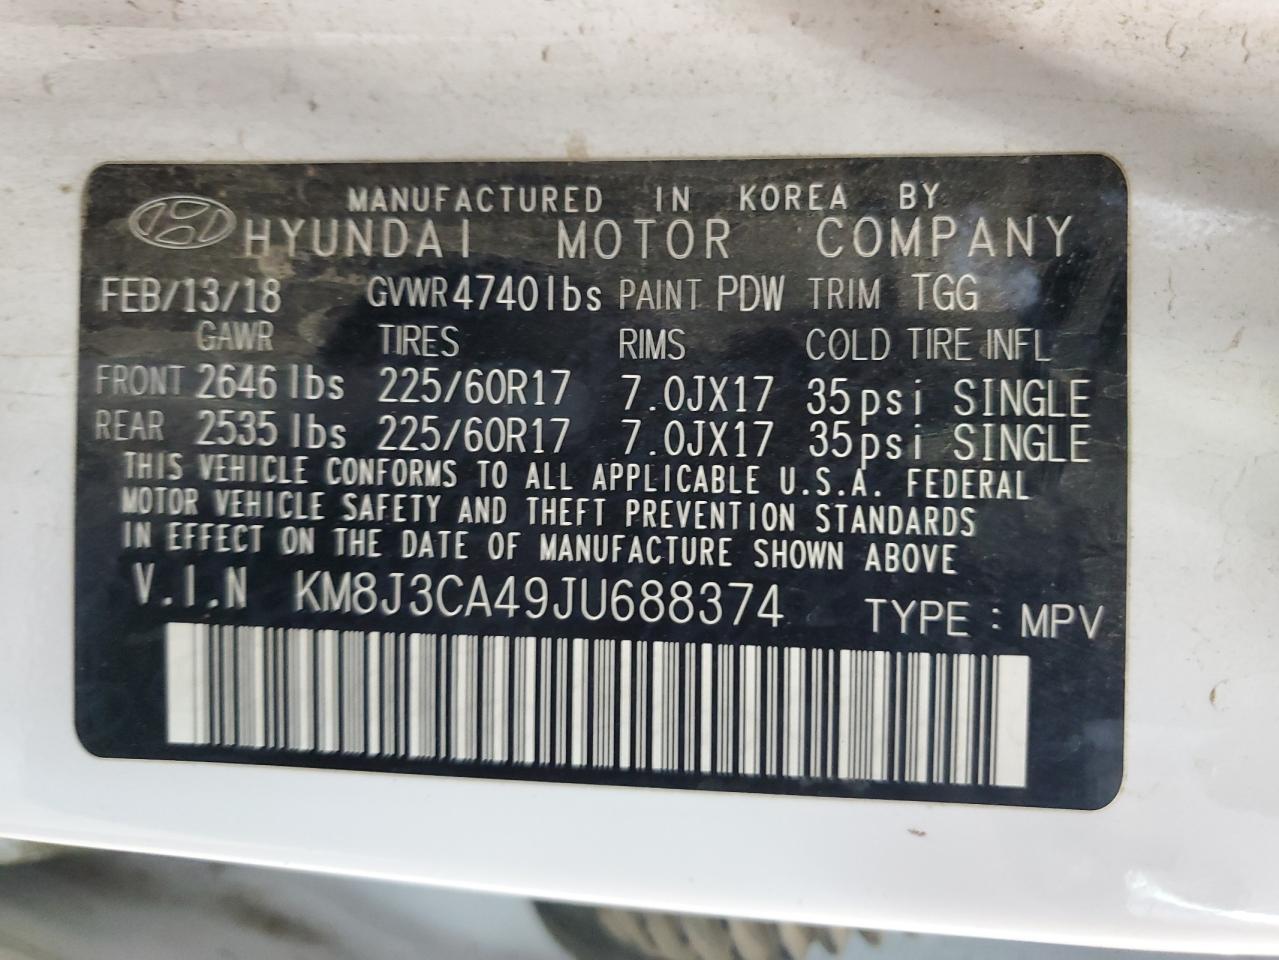 MANUFACTURED IN KOREA BY
HYUNDAI MOTOR COMPANY
FEB/13/18 GVWR 4740lbs PAINT PDW TRIM TGG
GAWR TIRES RIMS COLD TIRE INFL
FRONT 2646 lbs 225/60R17 7.0JX17 35psi SINGLE
REAR 2535 lbs 225/60R17 7.0JX17 35psi SINGLE
THIS VEHICLE CONFORMS TO ALL APPLICABLE U.S.A. FEDERAL
MOTOR VEHICLE SAFETY AND THEFT PREVENTION STANDARDS
IN EFFECT ON THE DATE OF MANUFACTURE SHOWN ABOVE
V.I.N KM8J3CA49JU688374 TYPE : MPV